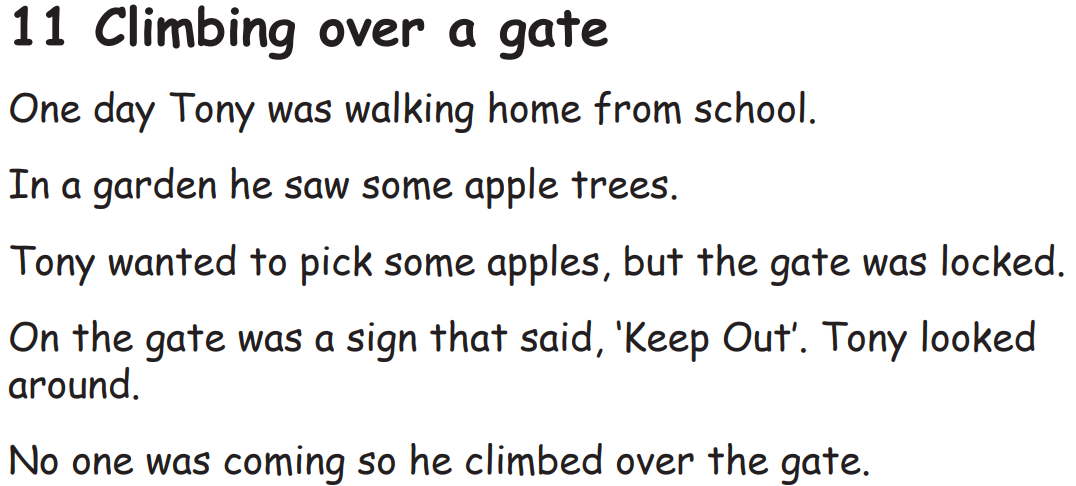 11 Climbing over a gate
One day Tony was walking home from school.
In a garden he saw some apple trees.
Tony wanted to pick some apples, but the gate was locked.
On the gate was a sign that said, ‘Keep Out’. Tony looked
around.
No one was coming so he climbed over the gate.